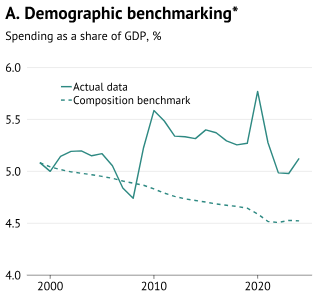 A. Demographic benchmarking*
Spending as a share of GDP, %
6.0
Actual data
Composition benchmark
5.5
5.0
4.5
4.0
2000
2010
2020